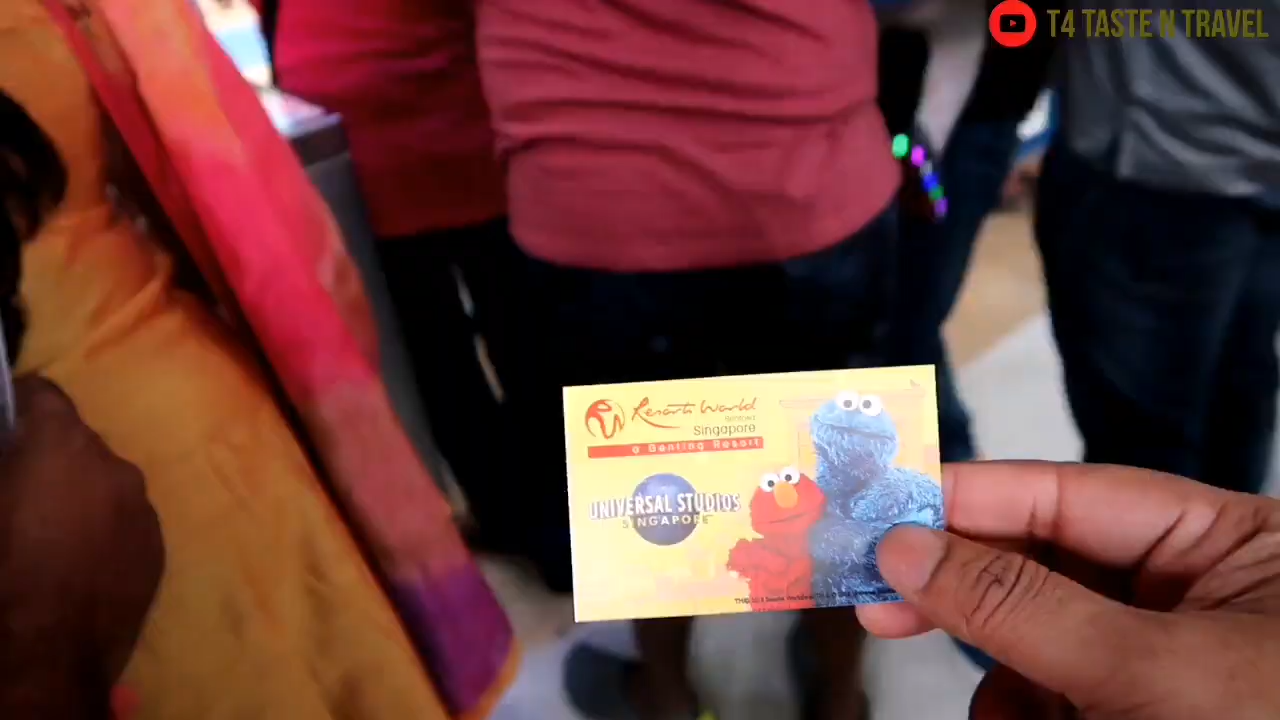 T4 TASTE N TRAVEL
Resorts World
Sentosa
Singapore
a Genting Resort
UNIVERSAL STUDIOS
SINGAPORE